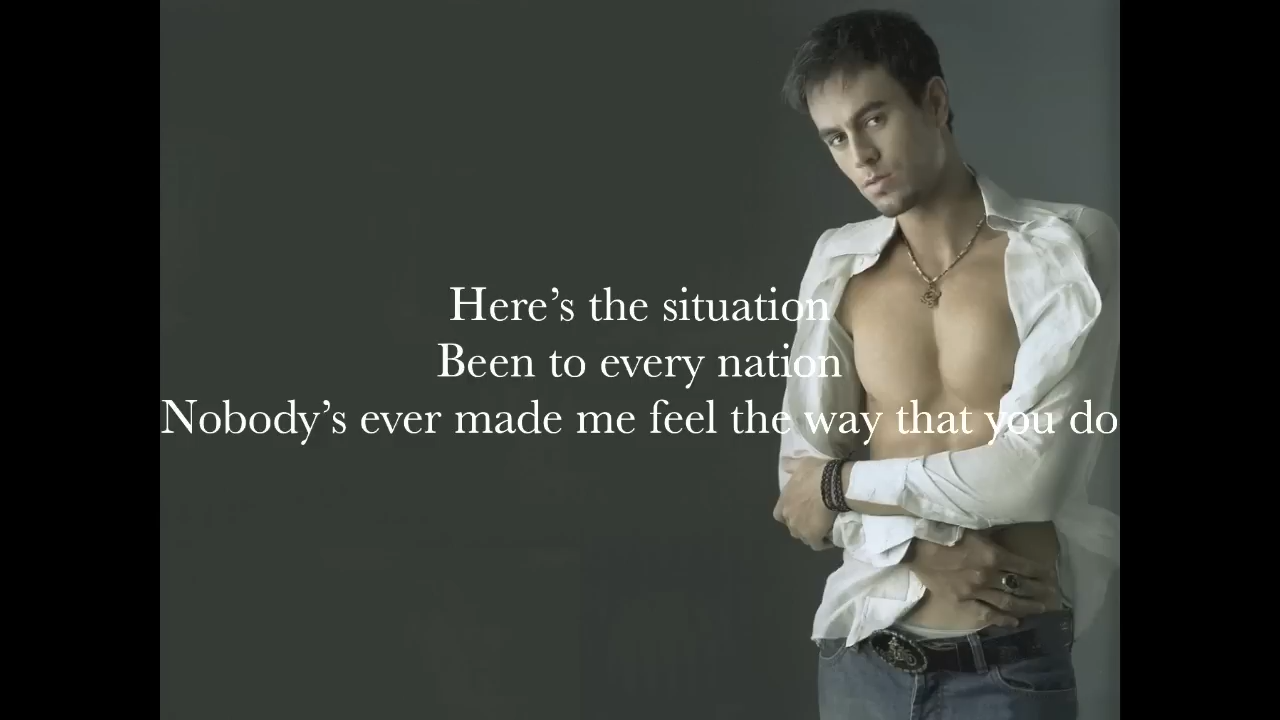 Here’s the situation
Been to every nation
Nobody’s ever made me feel the way that you do